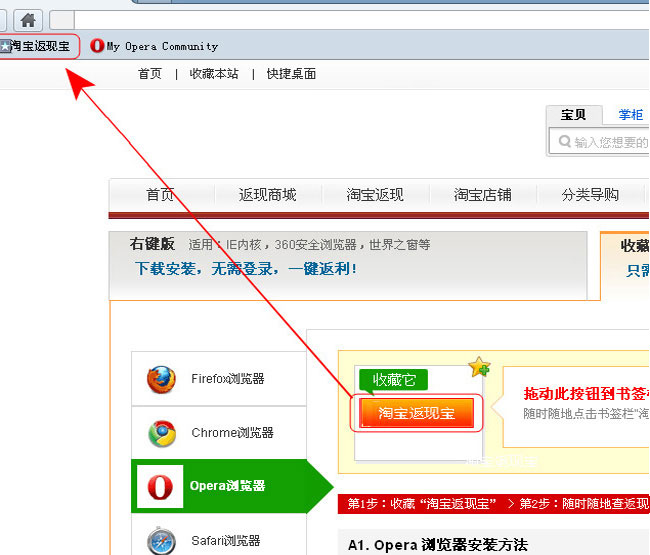 淘宝返现宝 My Opera Community
首页 | 收藏本站 | 快捷桌面
宝贝 掌柜
输入您想要的
首页 返现商城 淘宝返现 淘宝店铺 分类导购
右键版 适用：IE内核，360安全浏览器，世界之窗等
下载安装，无需登录，一键返利！
收藏
只需
Firefox浏览器
Chrome浏览器
Opera浏览器
Safari浏览器
收藏它
淘宝返现宝
拖动此按钮到书签
随时随地点击书签栏“淘
第1步：收藏“淘宝返现宝” > 第2步：随时随地查返现
A1. Opera 浏览器安装方法